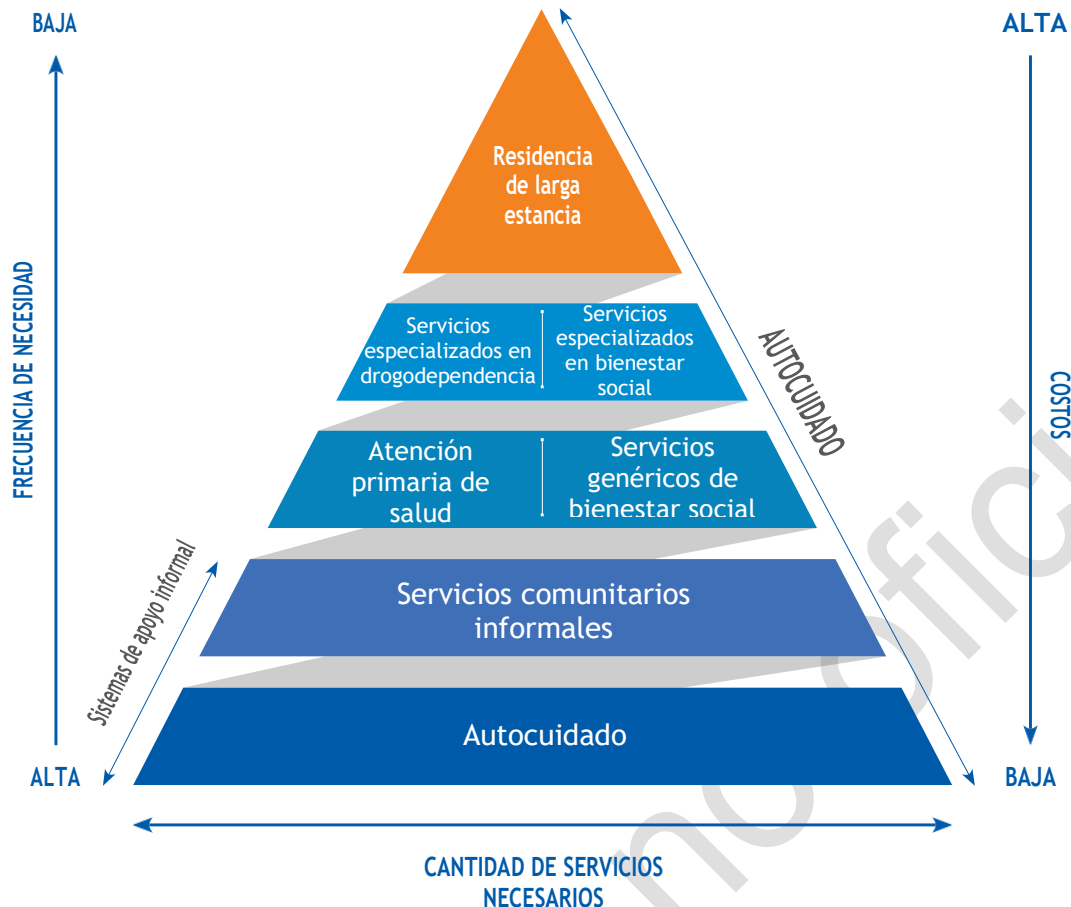 BAJA
ALTA
Residencia
de larga
estancia
Servicios
especializados en
drogodependencia
Servicios
especializados
en bienestar
social
AUTOCUIDADO
FRECUENCIA DE NECESIDAD
COSTOS
Atención
primaria de
salud
Servicios
genéricos de
bienestar social
Sistemas de apoyo informal
Servicios comunitarios
informales
Autocuidado
ALTA
BAJA
CANTIDAD DE SERVICIOS
NECESARIOS
no ofici